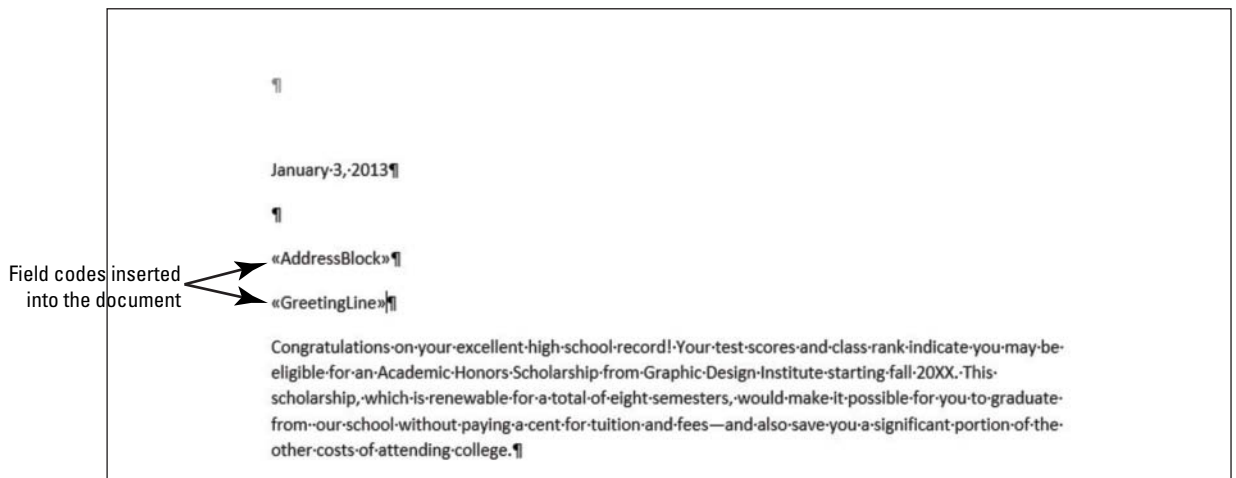 ¶
January·3,·2013¶
¶
Field codes inserted
into the document
«AddressBlock»¶
«GreetingLine»¶
Congratulations·on·your·excellent·high·school·record!·Your·test·scores·and·class·rank·indicate·you·may·be·
eligible·for·an·Academic·Honors·Scholarship·from·Graphic·Design·Institute·starting·fall·20XX.·This·
scholarship,·which·is·renewable·for·a·total·of·eight·semesters,·would·make·it·possible·for·you·to·graduate·
from··our·school·without·paying·a·cent·for·tuition·and·fees—and·also·save·you·a·significant·portion·of·the·
other·costs·of·attending·college.¶